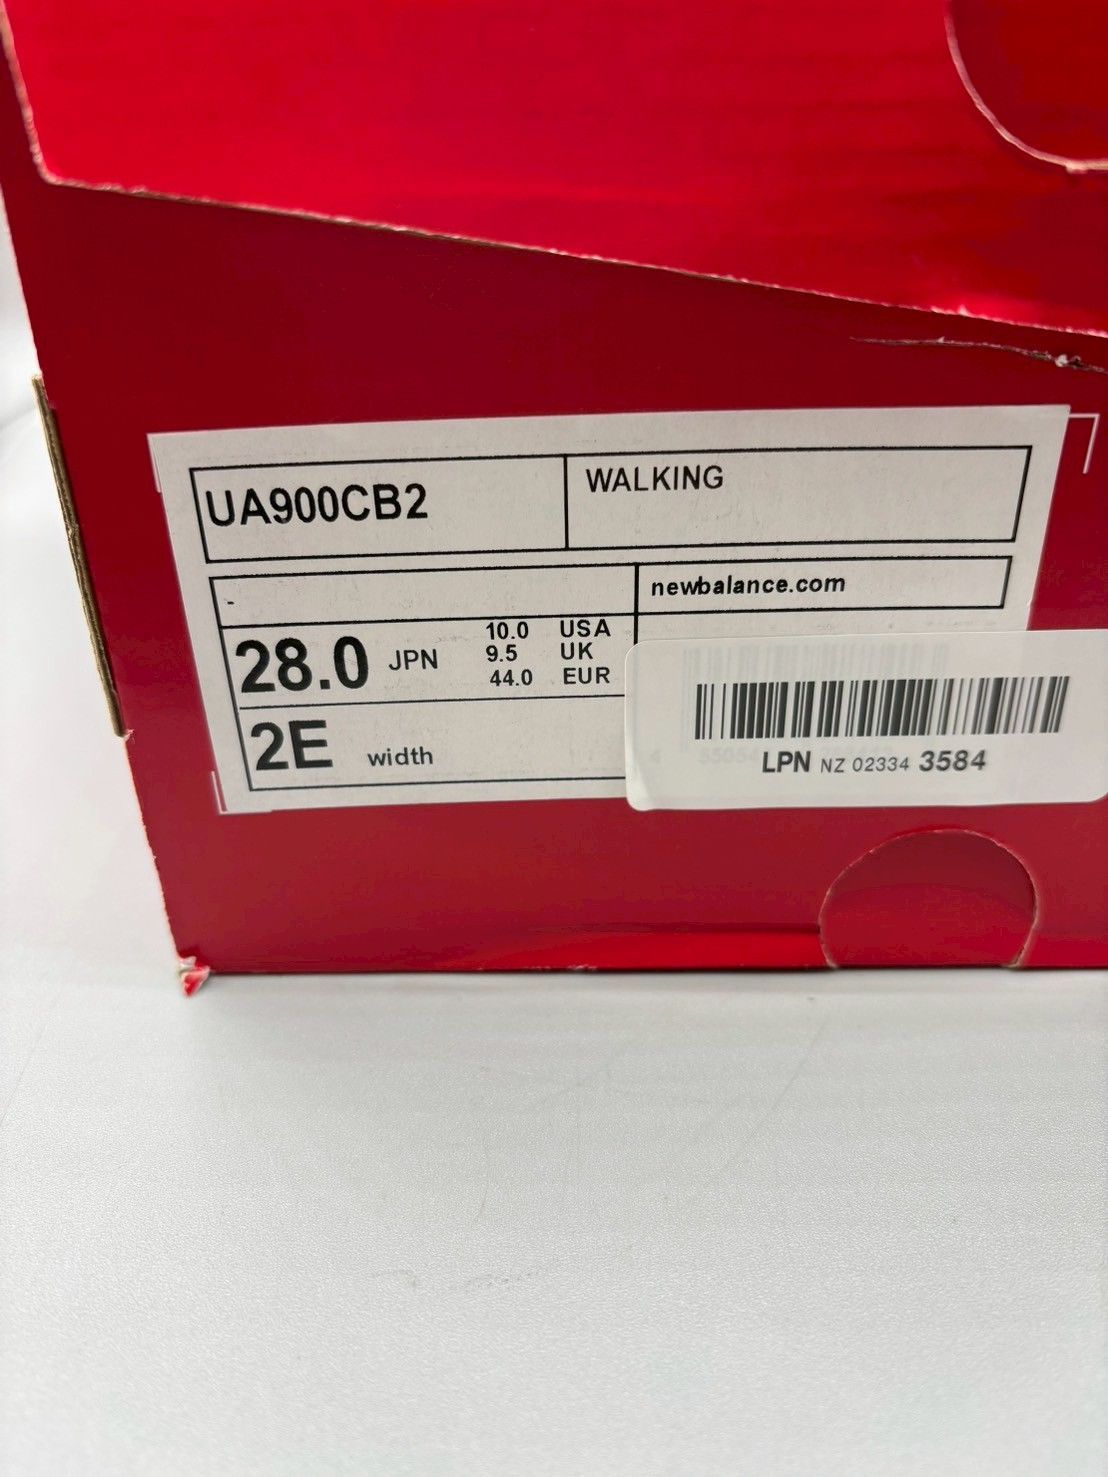 UA900CB2
WALKING
-
newbalance.com
28.0 JPN
10.0 USA
9.5 UK
44.0 EUR
2E width
LPN NZ 02334 3584